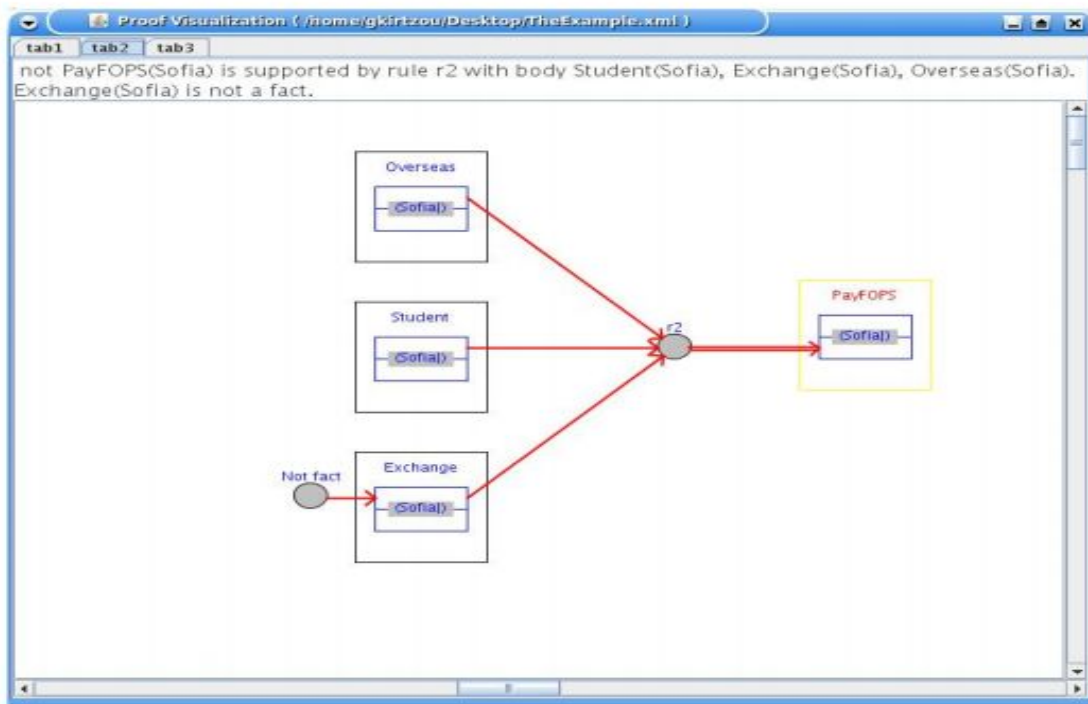 Proof Visualization ( /home/gkirtzou/Desktop/TheExample.xml )
tab1 tab2 tab3
not PayFOPS(Sofia) is supported by rule r2 with body Student(Sofia), Exchange(Sofia), Overseas(Sofia).
Exchange(Sofia) is not a fact.
Overseas
(Sofia|)
PayFOPS
(Sofia|)
Student
(Sofia|)
r2
Exchange
(Sofia|)
Not fact